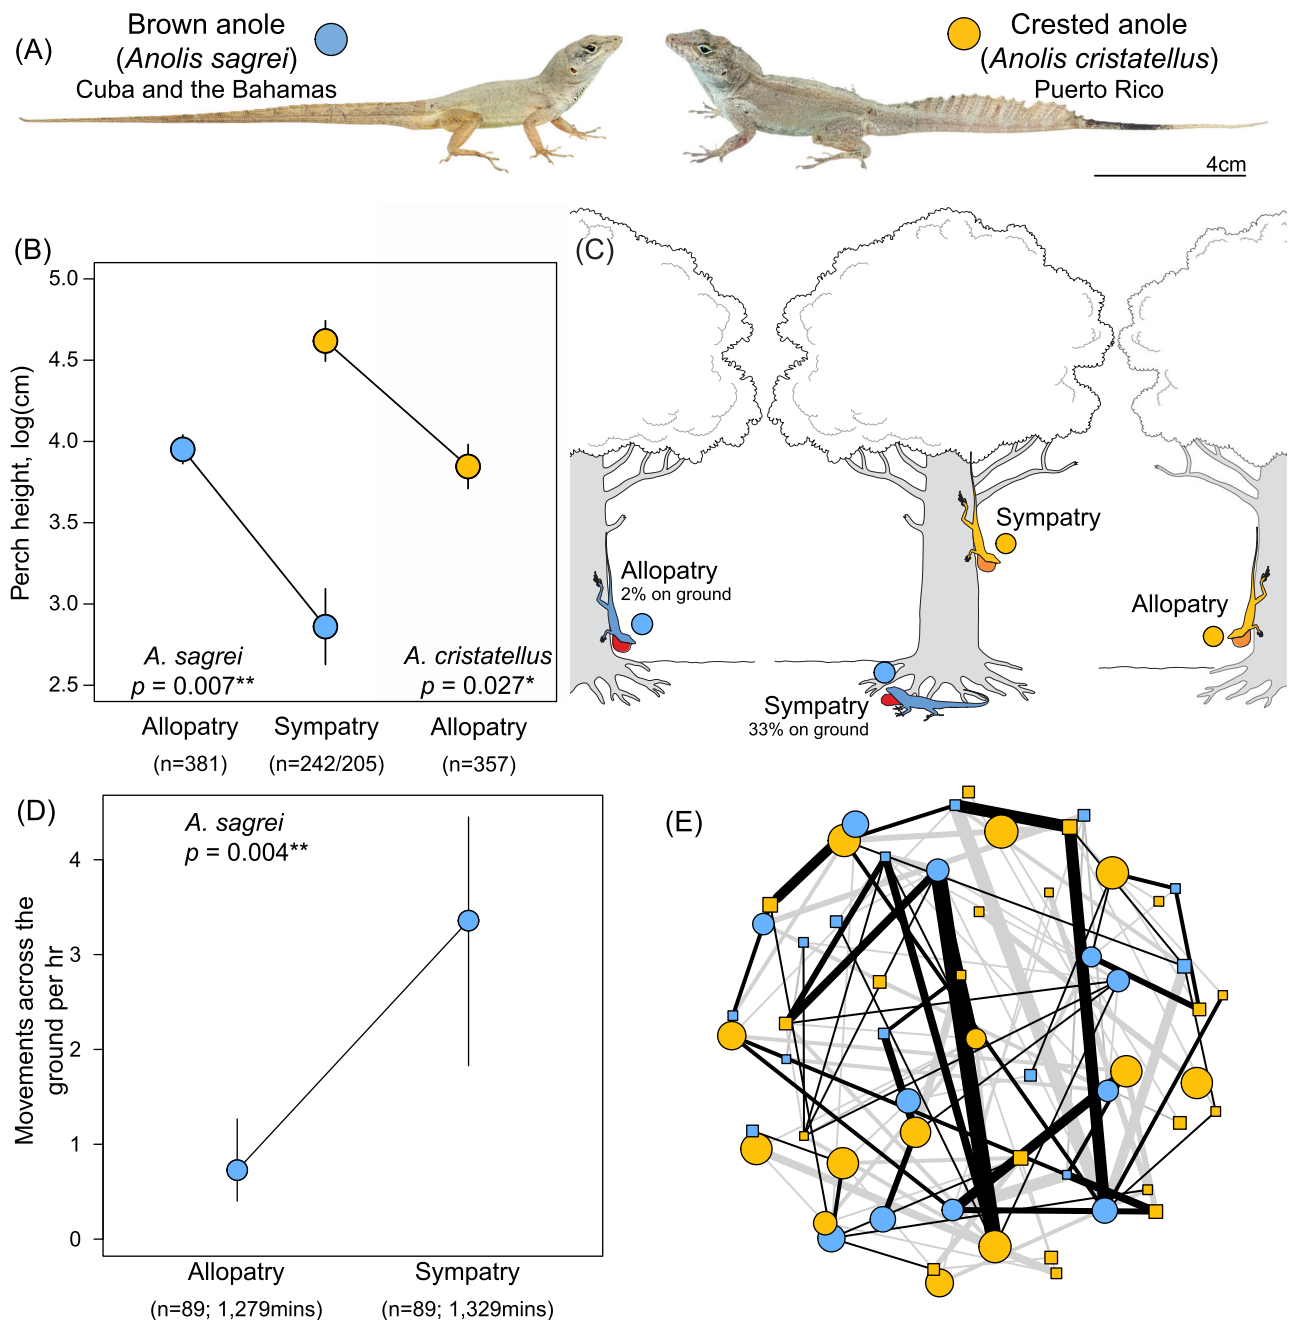 (A)
Brown anole
(Anolis sagrei)
Cuba and the Bahamas
Crested anole
(Anolis cristatellus)
Puerto Rico
4cm
(B)
Perch height, log(cm)
5.0
4.5
4.0
3.5
3.0
2.5
A. sagrei
p = 0.007**
A. cristatellus
p = 0.027*
Allopatry
(n=381)
Sympatry
(n=242/205)
Allopatry
(n=357)
(C)
Allopatry
2% on ground
Sympatry
Allopatry
Sympatry
33% on ground
(D)
Movements across the
ground per hr
4
3
2
1
0
A. sagrei
p = 0.004**
Allopatry
(n=89; 1,279mins)
Sympatry
(n=89; 1,329mins)
(E)